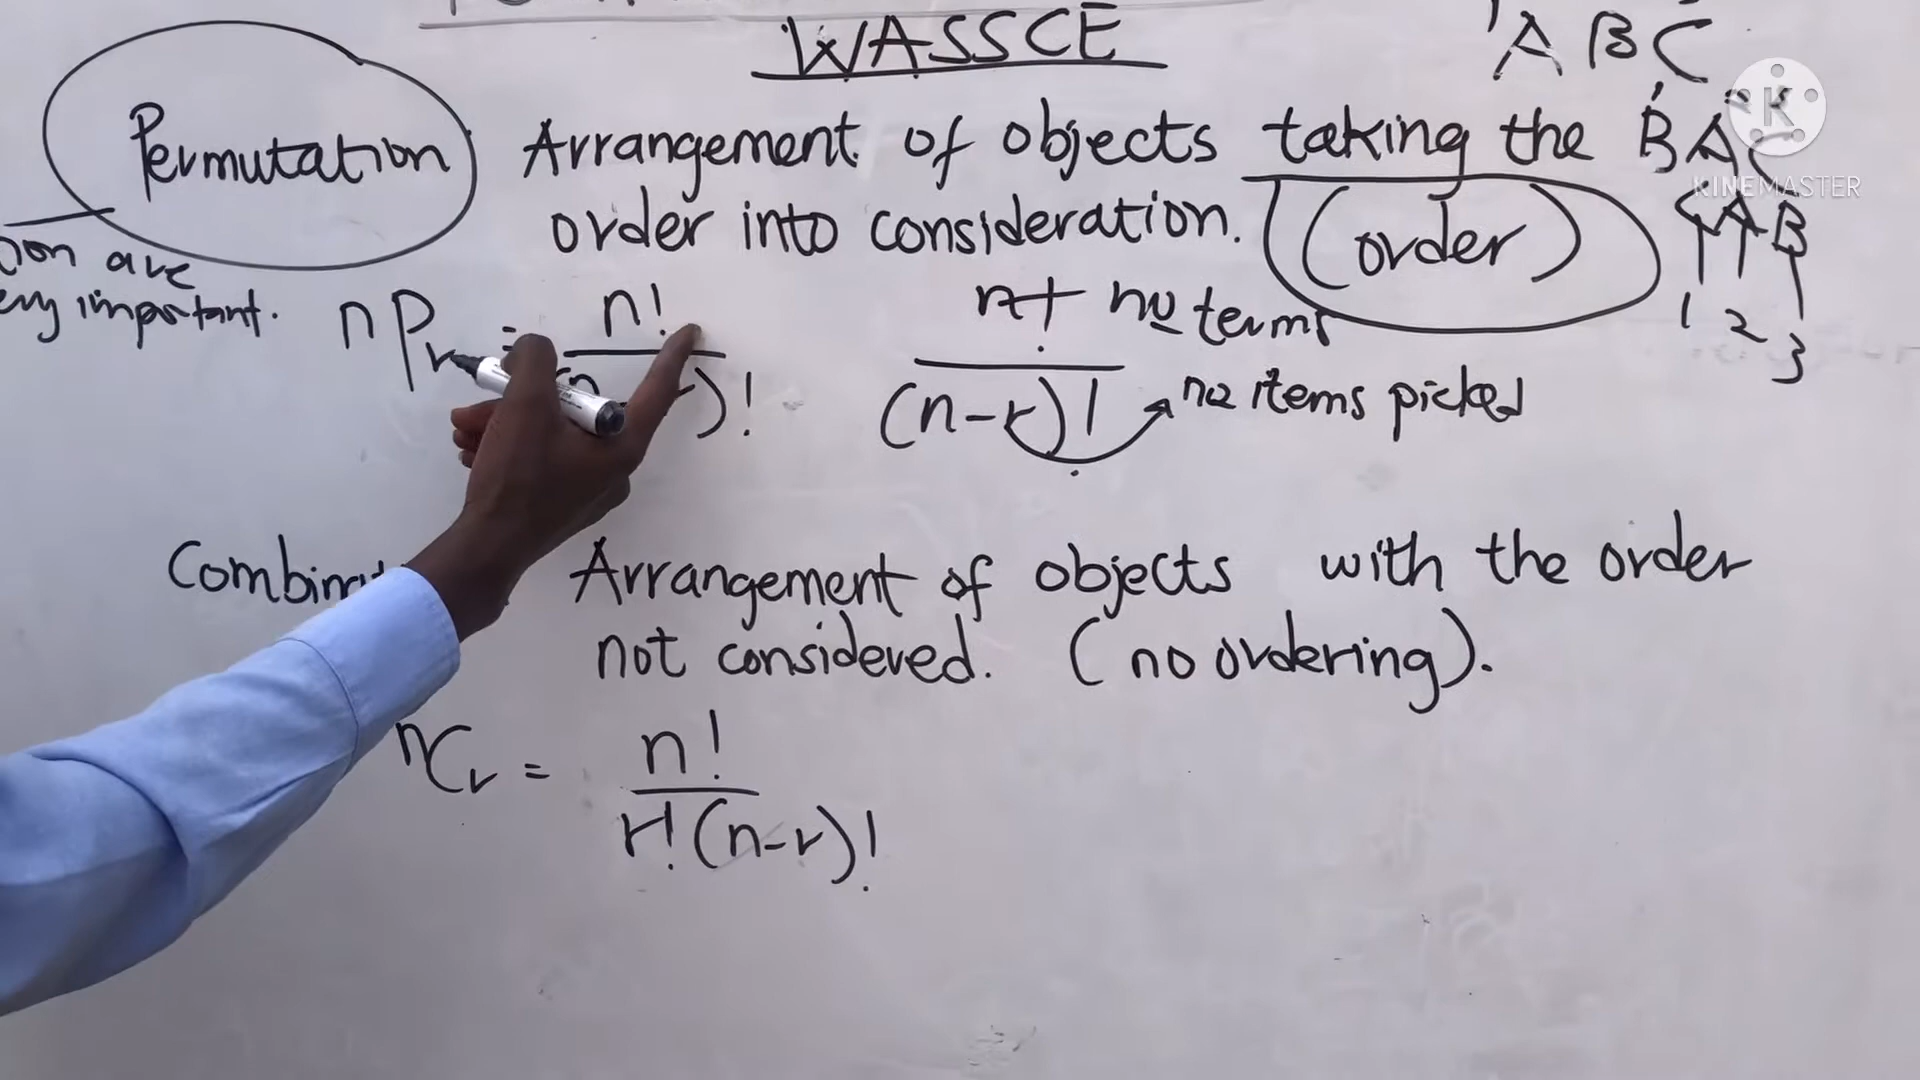 WASSCE
A B C
Permutation Arrangement of objects taking the B A C
order into consideration. (order) C A B
ion are
important.
nPr = n! n! no terms 1 2 3
(n-r)! (n-r)! no items picked
Arrangement of objects with the order
not considered. (no ordering).
nCr = n!
r!(n-r)!
KINEMASTER